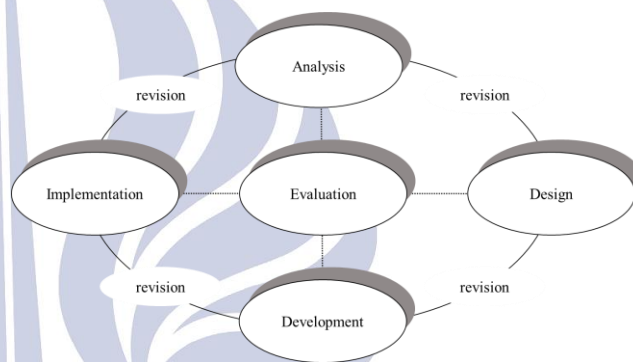 Analysis
revision
revision
Implementation
Evaluation
Design
revision
revision
Development